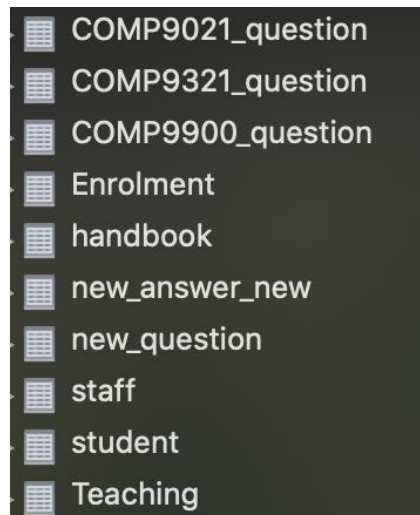 COMP9021_question
COMP9321_question
COMP9900_question
Enrolment
handbook
new_answer_new
new_question
staff
student
Teaching